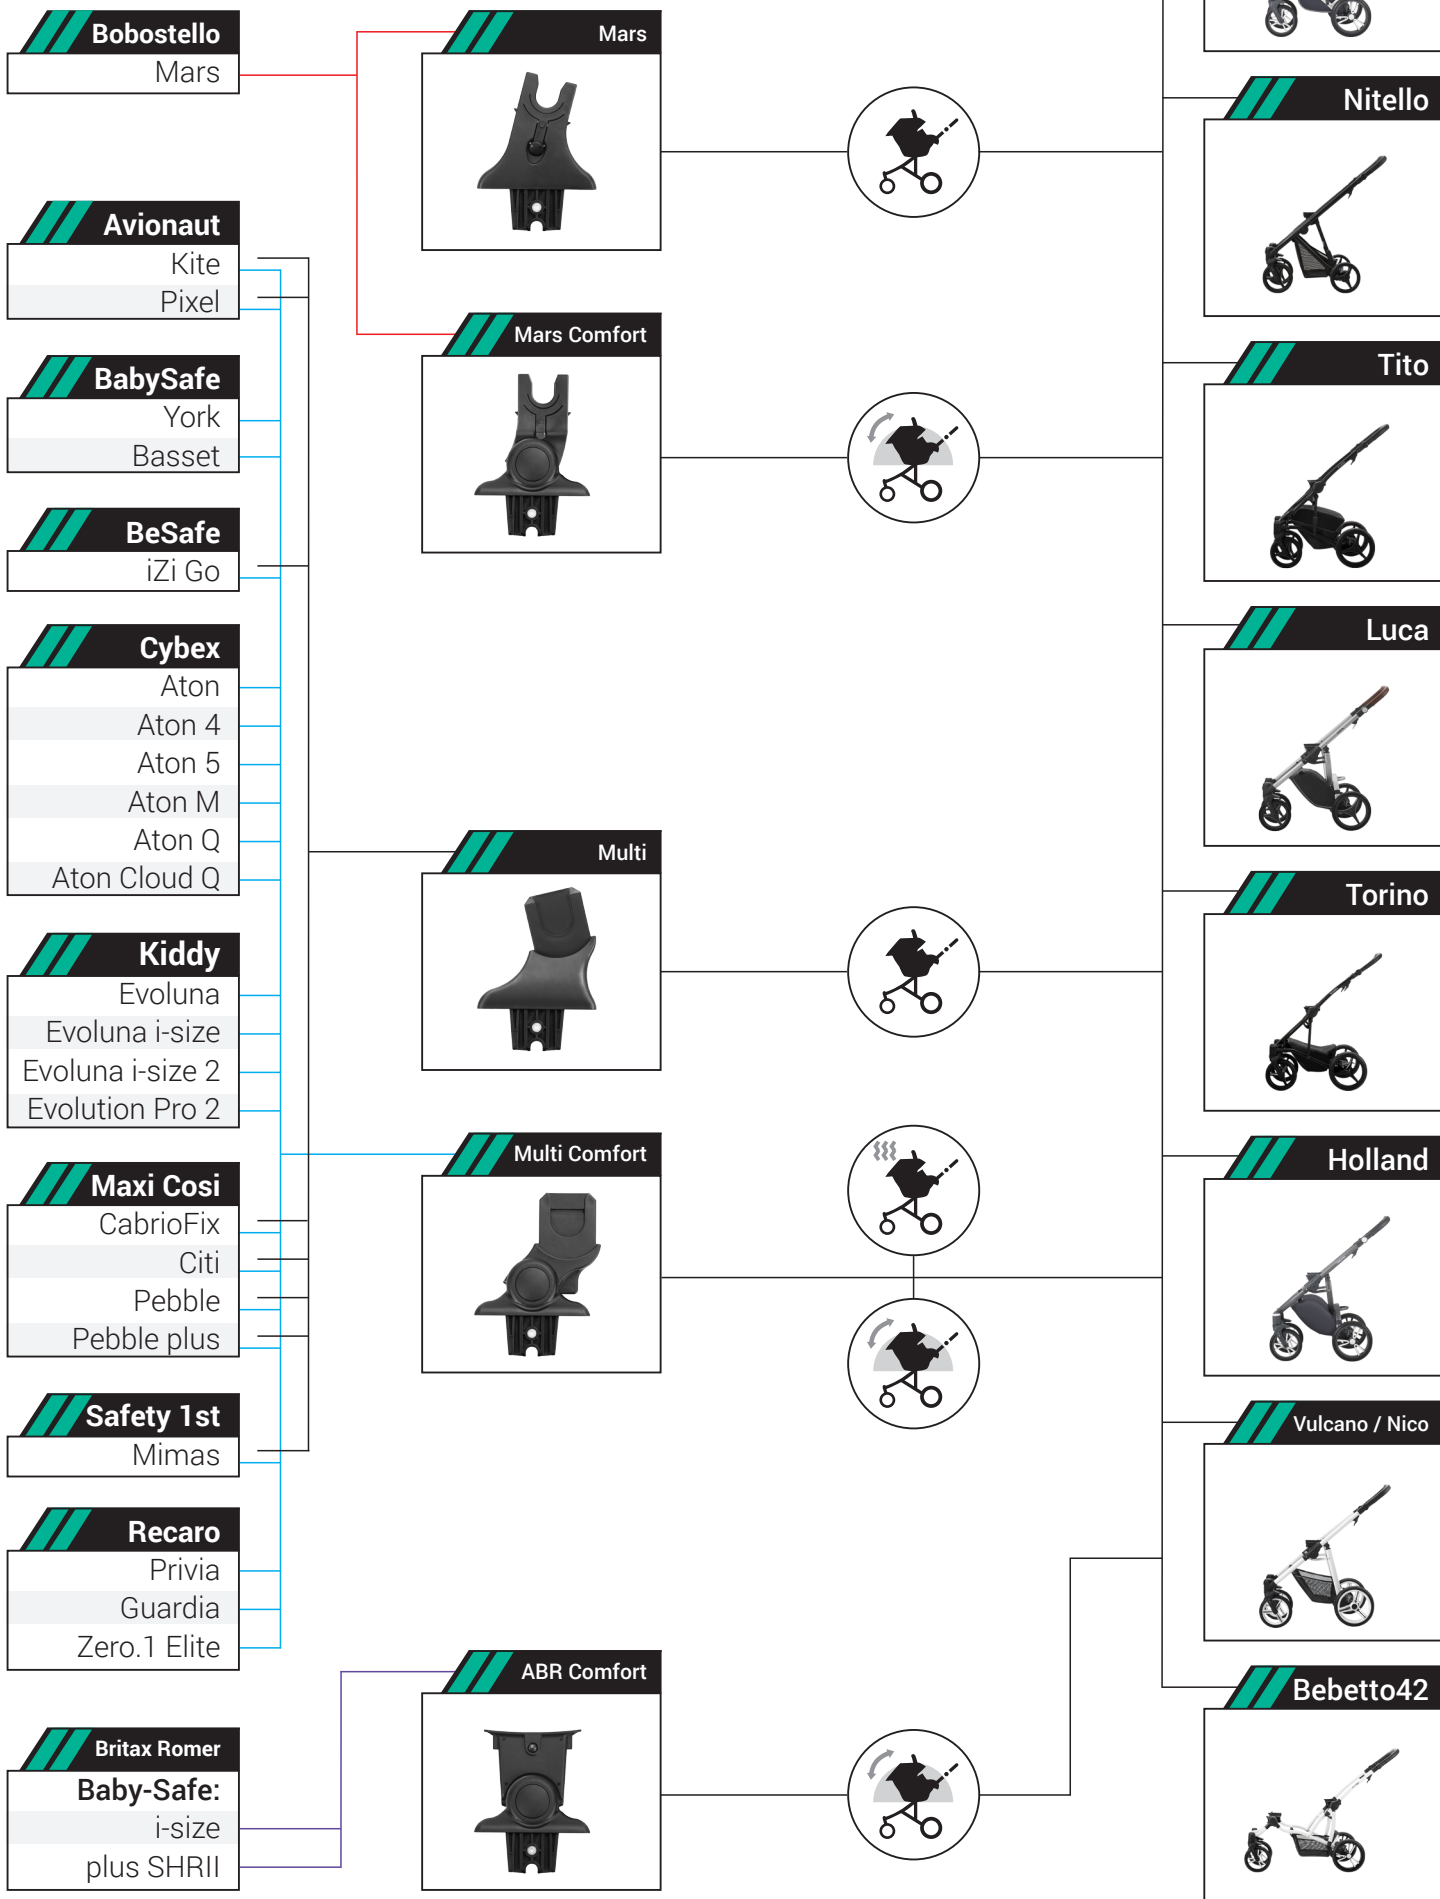 Bobostello
Mars
Avionaut
Kite
Pixel
BabySafe
York
Basset
BeSafe
iZi Go
Cybex
Aton
Aton 4
Aton 5
Aton M
Aton Q
Aton Cloud Q
Kiddy
Evoluna
Evoluna i-size
Evoluna i-size 2
Evolution Pro 2
Maxi Cosi
CabrioFix
Citi
Pebble
Pebble plus
Safety 1st
Mimas
Recaro
Privia
Guardia
Zero.1 Elite
Britax Romer
Baby-Safe:
i-size
plus SHRII
Mars
Mars Comfort
Multi
Multi Comfort
ABR Comfort
Nitello
Tito
Luca
Torino
Holland
Vulcano / Nico
Bebetto42